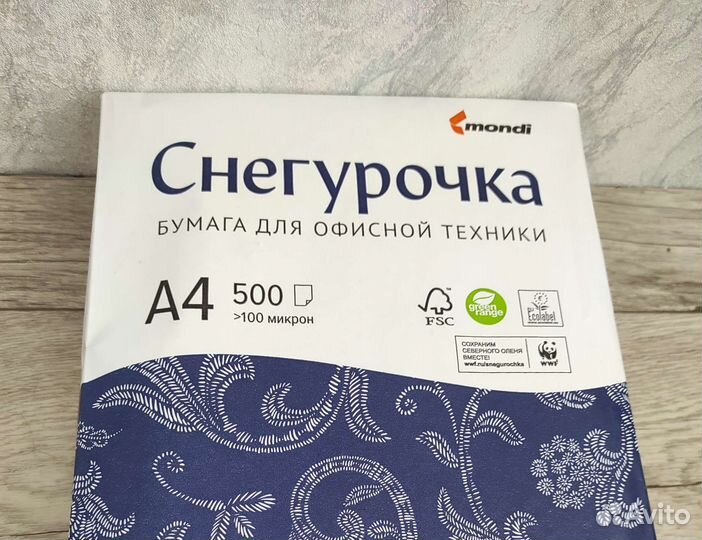 mondi
Снегурочка
БУМАГА ДЛЯ ОФИСНОЙ ТЕХНИКИ
А4 500
>100 микрон
FSC
green
range
Ecolabel
СОХРАНИМ
СЕВЕРНОГО ОЛЕНЯ
ВМЕСТЕ!
wwf.ru/snegurochka
WWF
Avito